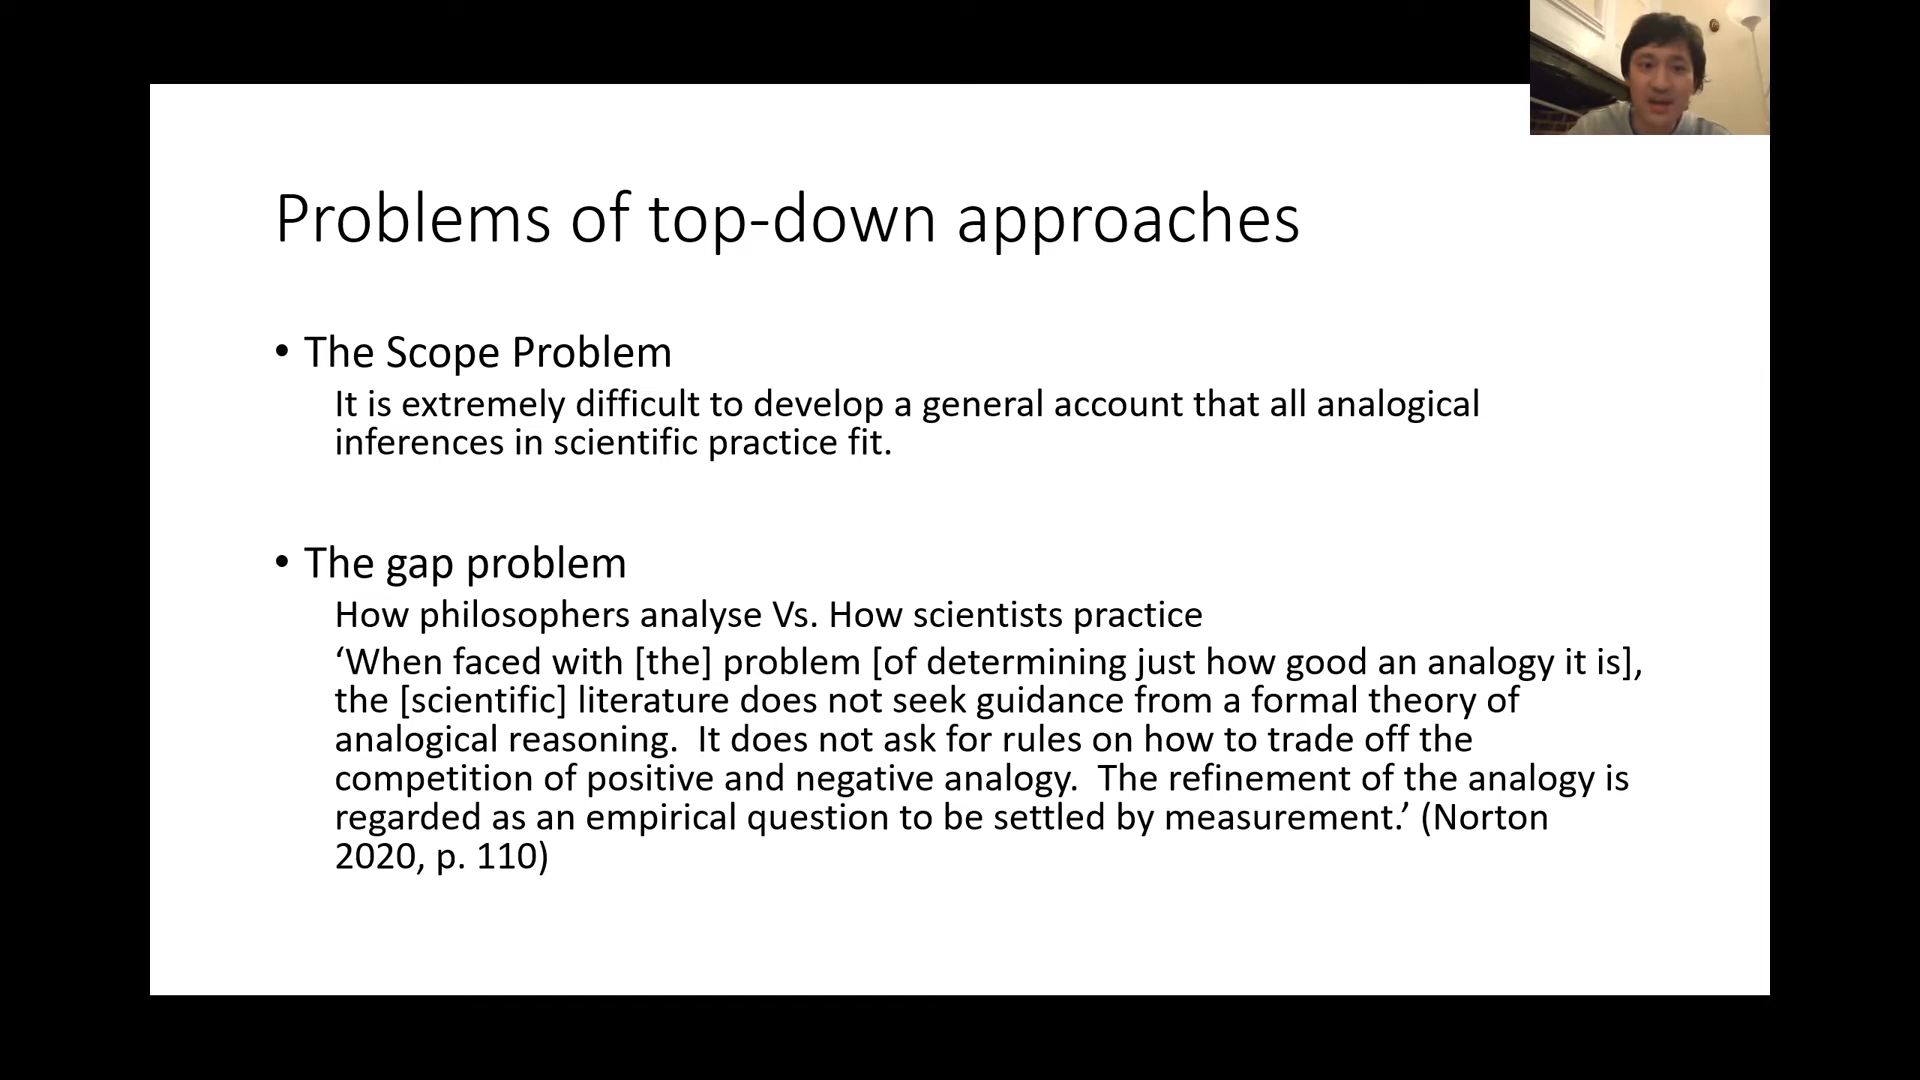 Problems of top-down approaches
• The Scope Problem
It is extremely difficult to develop a general account that all analogical
inferences in scientific practice fit.
• The gap problem
How philosophers analyse Vs. How scientists practice
‘When faced with [the] problem [of determining just how good an analogy it is],
the [scientific] literature does not seek guidance from a formal theory of
analogical reasoning.  It does not ask for rules on how to trade off the
competition of positive and negative analogy.  The refinement of the analogy is
regarded as an empirical question to be settled by measurement.’ (Norton
2020, p. 110)